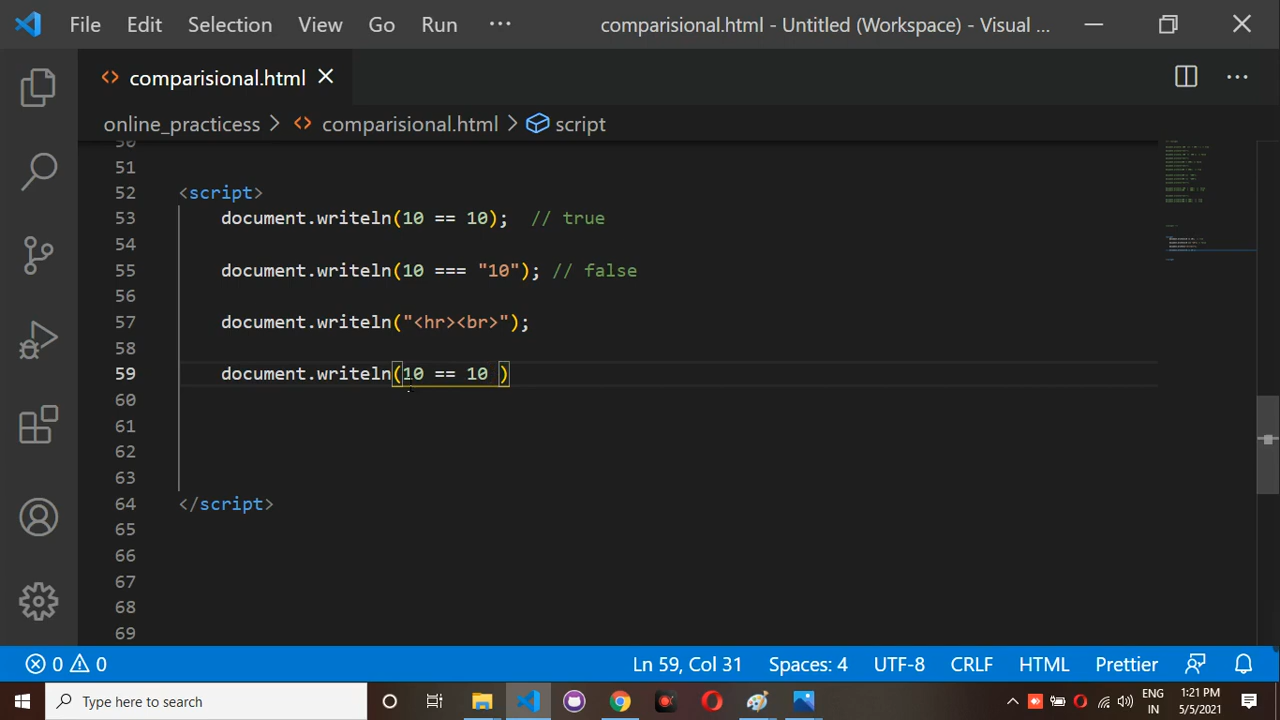 File Edit Selection View Go Run ··· comparisional.html - Untitled (Workspace) - Visual ...
comparisional.html
online_practicess > comparisional.html > script
50
51
52 <script>
53 document.writeln(10 == 10); // true
54
55 document.writeln(10 === "10"); // false
56
57 document.writeln("<hr><br>");
58
59 document.writeln(10 == 10 )
60
61
62
63
64 </script>
65
66
67
68
69
0 0 Ln 59, Col 31 Spaces: 4 UTF-8 CRLF HTML Prettier
Type here to search ENG 1:21 PM
IN 5/5/2021